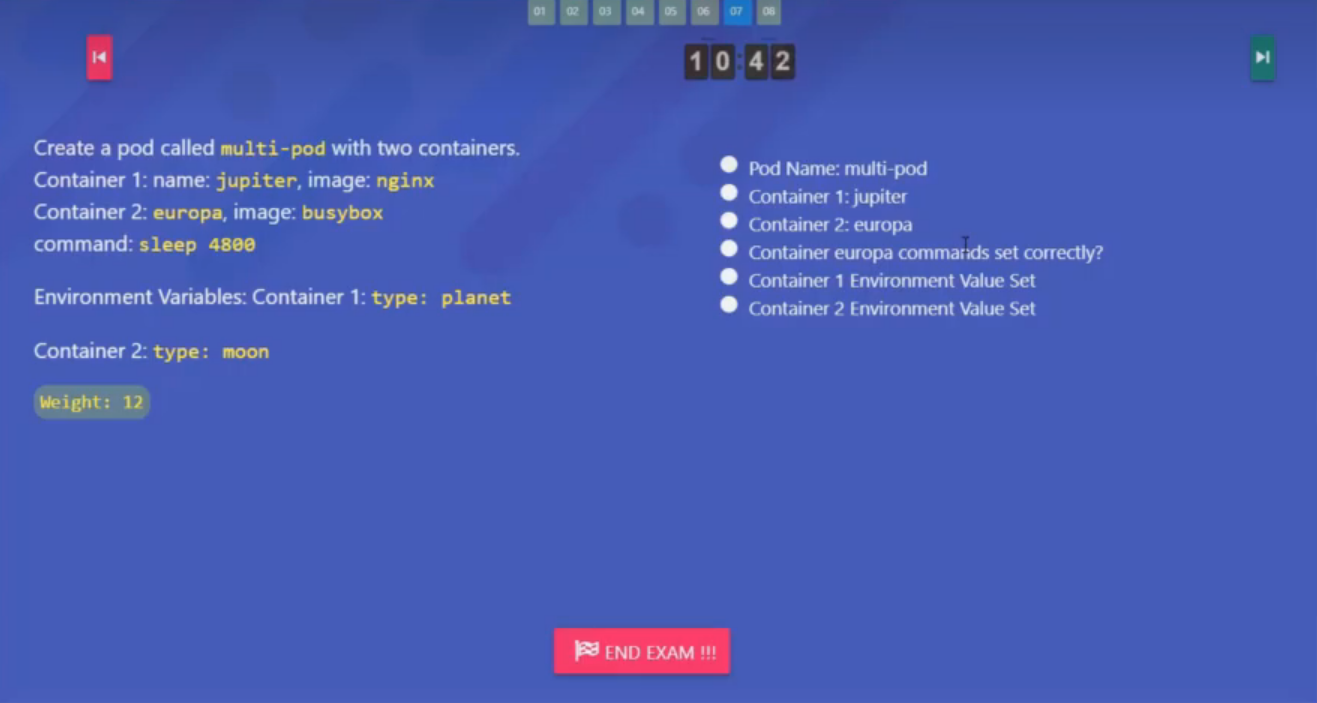 01 02 03 04 05 06 07 08
10:42
Create a pod called multi-pod with two containers.
Container 1: name: jupiter, image: nginx
Container 2: europa, image: busybox
command: sleep 4800
Environment Variables: Container 1: type: planet
Container 2: type: moon
Weight: 12
Pod Name: multi-pod
Container 1: jupiter
Container 2: europa
Container europa commands set correctly?
Container 1 Environment Value Set
Container 2 Environment Value Set
END EXAM !!!